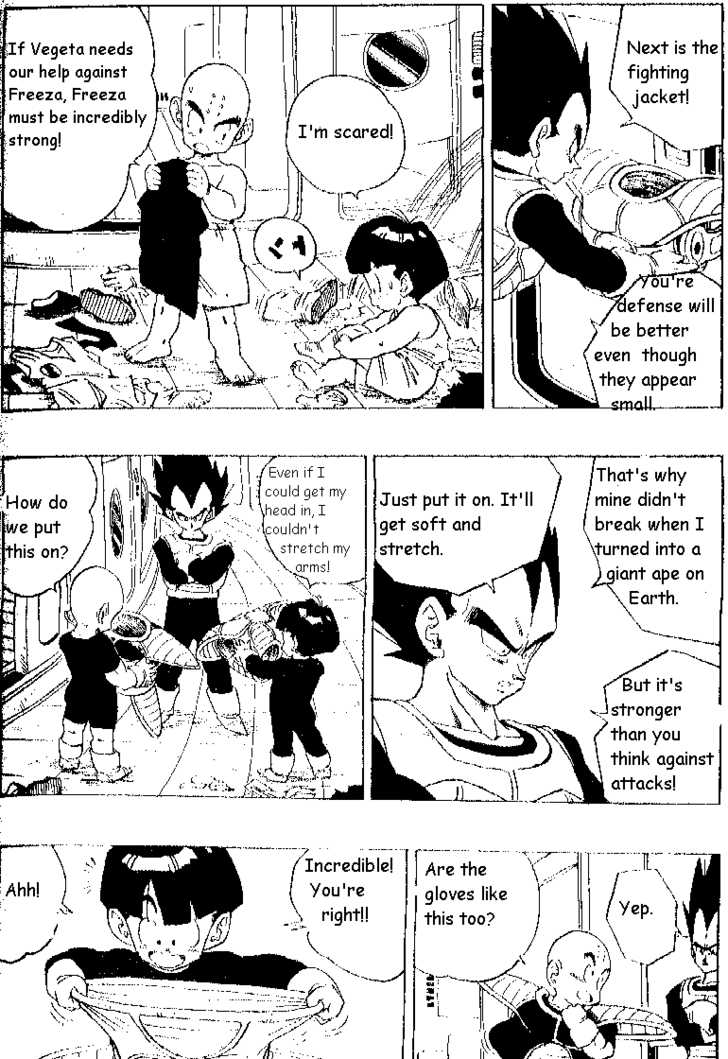 If Vegeta needs
our help against
Freeza, Freeza
must be incredibly
strong!
I'm scared!
Next is the
fighting
jacket!
You're
defense will
be better
even though
they appear
small.
How do
we put
this on?
Even if I
could get my
head in, I
couldn't
stretch my
arms!
Just put it on. It'll
get soft and
stretch.
That's why
mine didn't
break when I
turned into a
giant ape on
Earth.
But it's
stronger
than you
think against
attacks!
Ahh!
Incredible!
You're
right!!
Are the
gloves like
this too?
Yep.